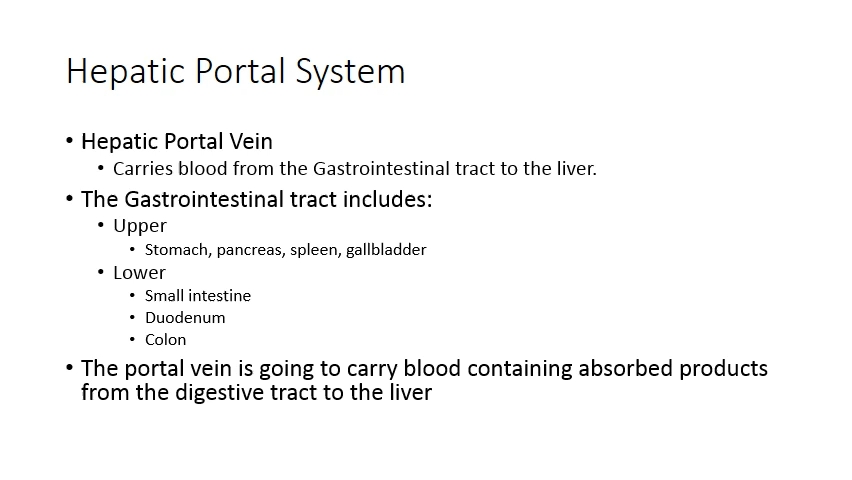 Hepatic Portal System
• Hepatic Portal Vein
• Carries blood from the Gastrointestinal tract to the liver.
• The Gastrointestinal tract includes:
• Upper
• Stomach, pancreas, spleen, gallbladder
• Lower
• Small intestine
• Duodenum
• Colon
• The portal vein is going to carry blood containing absorbed products
from the digestive tract to the liver